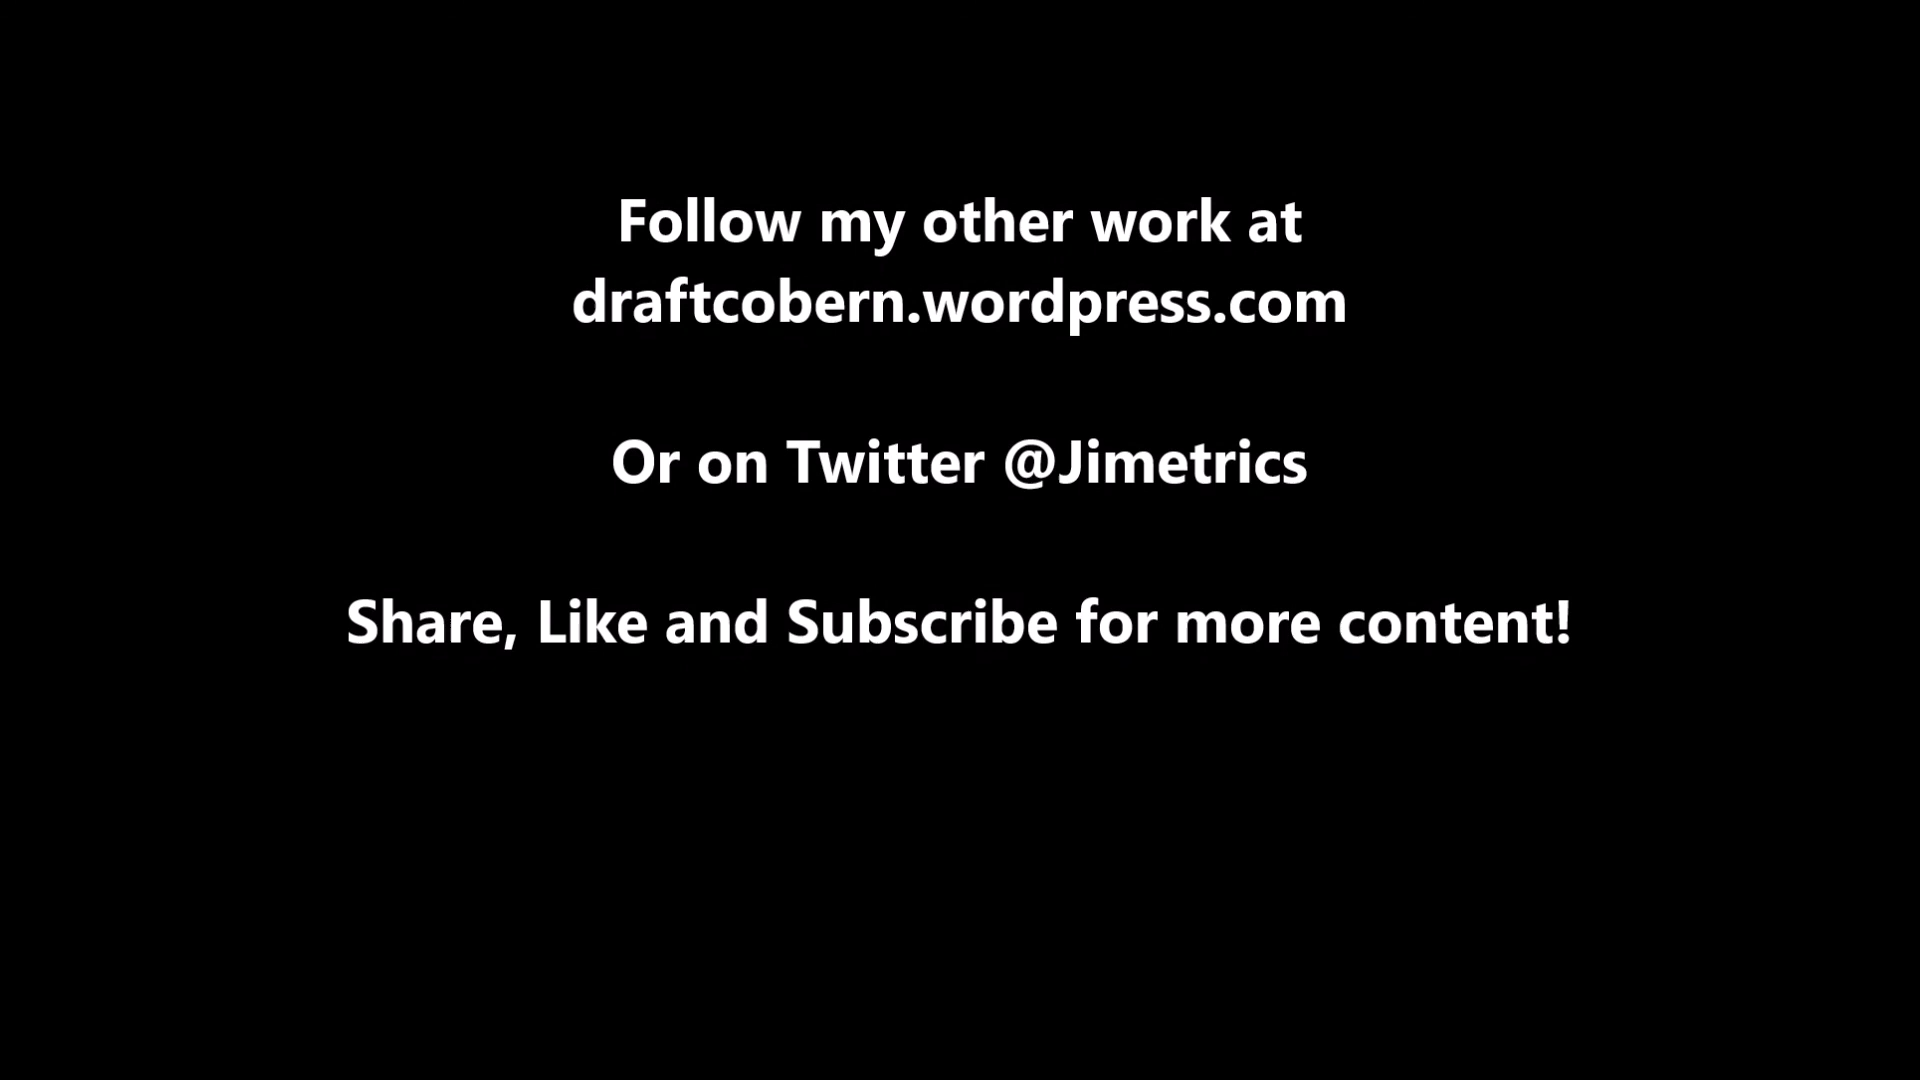 Follow my other work at
draftcobern.wordpress.com
Or on Twitter @Jimetrics
Share, Like and Subscribe for more content!